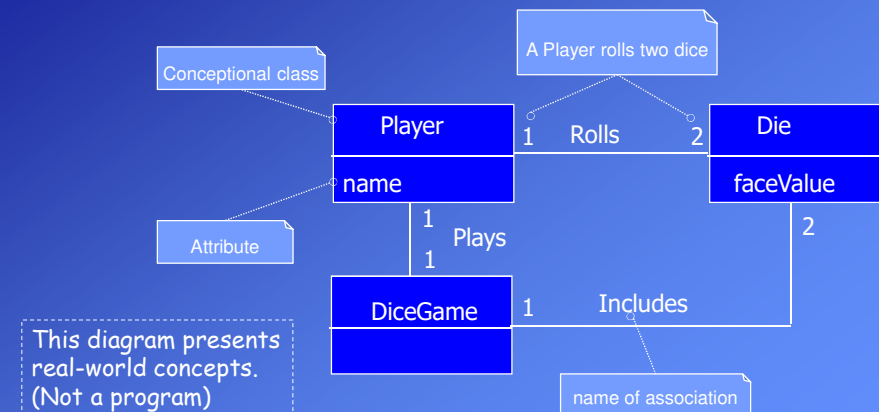 A Player rolls two dice
Conceptional class
Player
1
Rolls
2
Die
name
faceValue
Attribute
1
Plays
1
2
DiceGame
1
Includes
This diagram presents
real-world concepts.
(Not a program)
name of association